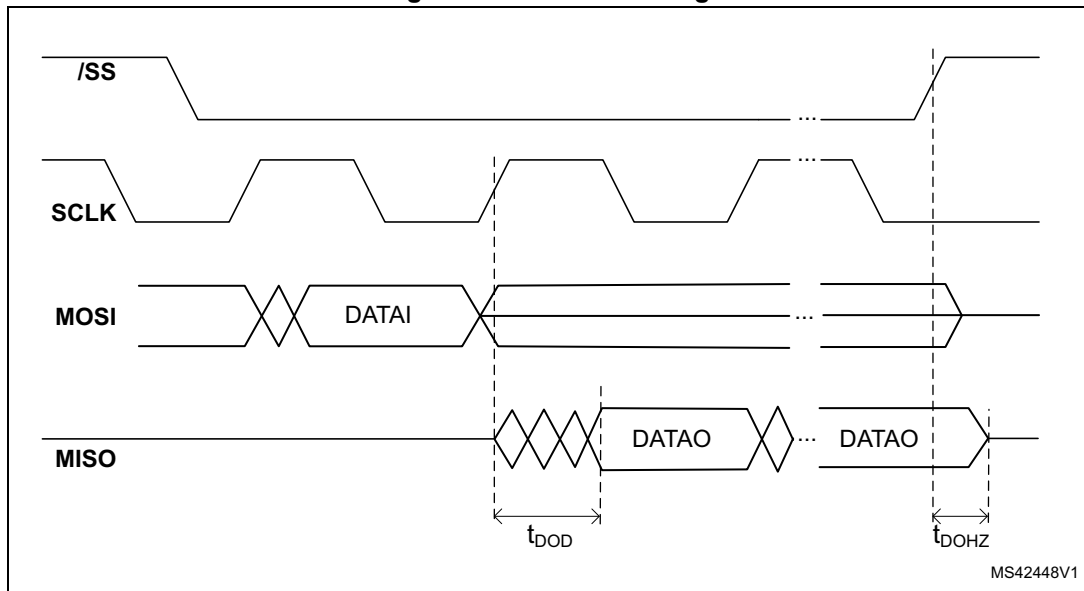 /SS
...
...
SCLK
MOSI
DATAI
...
MISO
DATAO
... DATAO
tDOD
tDOHZ
MS42448V1